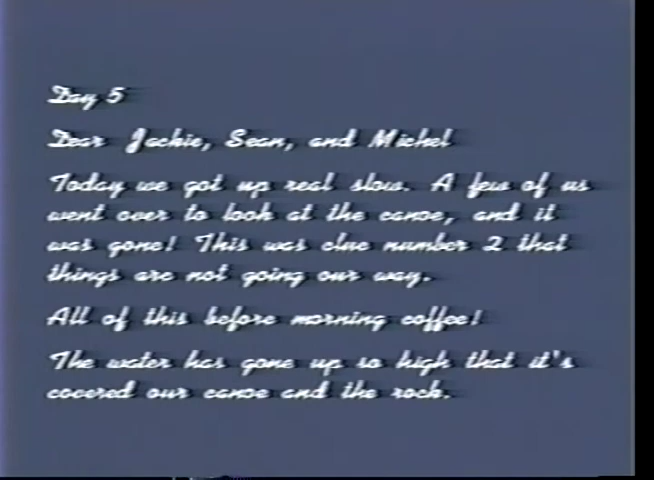 Day 5
Dear Jackie, Sean, and Michel
Today we got up real slow. A few of us
went over to look at the canoe, and it
was gone! This was clue number 2 that
things are not going our way.
All of this before morning coffee!
The water has gone up so high that it's
covered our canoe and the rock.